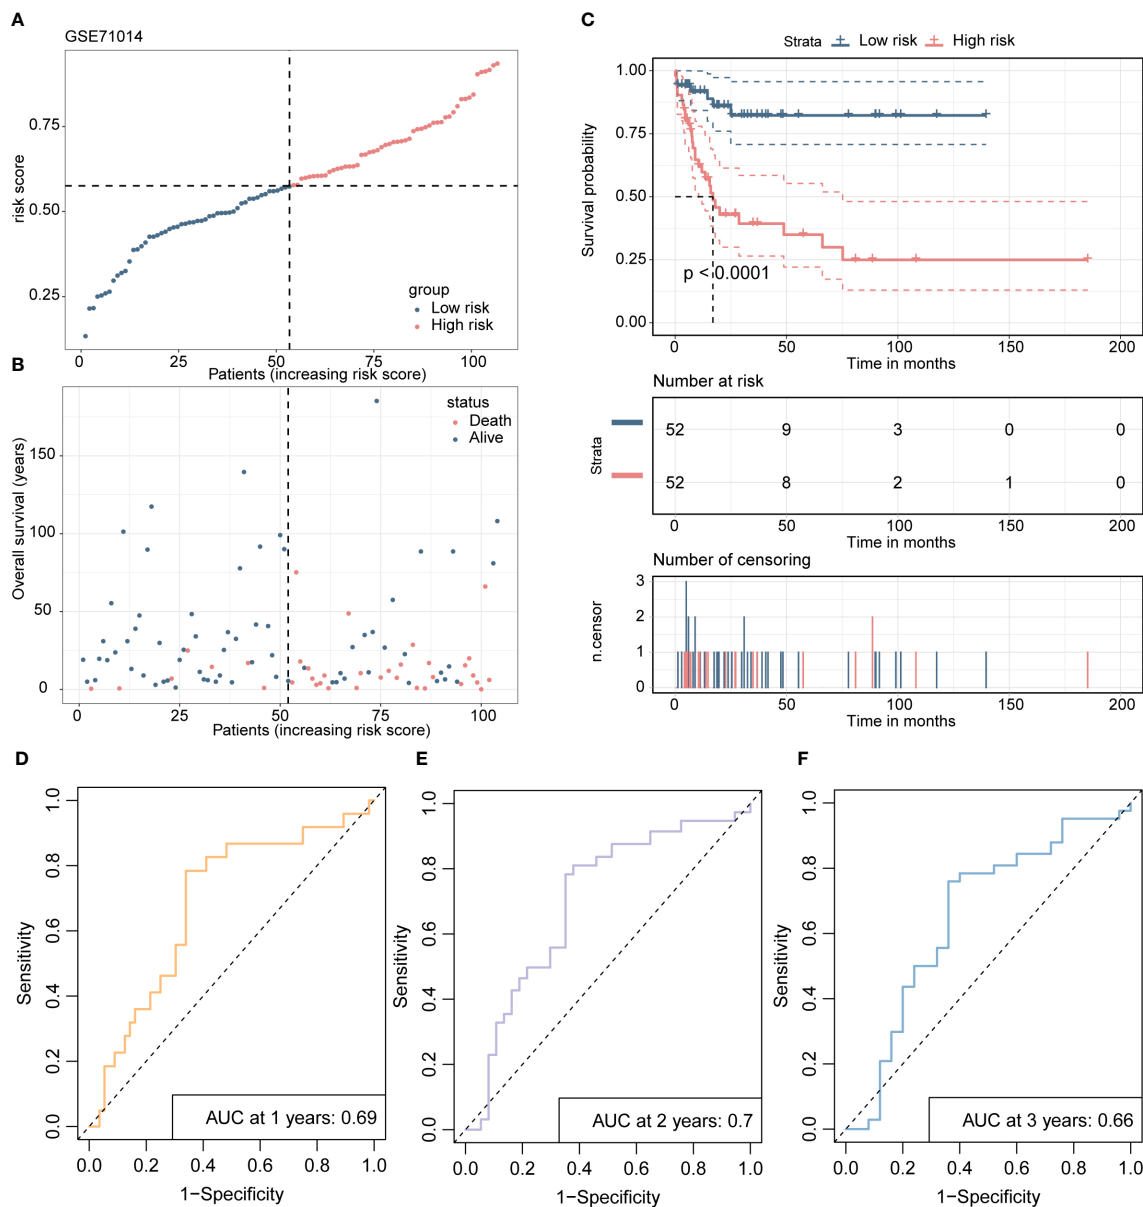 A
GSE71014
risk score
0.75
0.50
0.25
group
Low risk
High risk
0 25 50 75 100
Patients (increasing risk score)
B
Overall survival (years)
150
100
50
0
status
Death
Alive
0 25 50 75 100
Patients (increasing risk score)
C
Strata Low risk High risk
Survival probability
1.00
0.75
0.50
0.25
0.00
p < 0.0001
0 50 100 150 200
Time in months
Number at risk
Strata
52 9 3 0 0
52 8 2 1 0
0 50 100 150 200
Time in months
Number of censoring
n.censor
3
2
1
0
0 50 100 150 200
Time in months
D
Sensitivity
1.0
0.8
0.6
0.4
0.2
0.0
AUC at 1 years: 0.69
0.0 0.2 0.4 0.6 0.8 1.0
1−Specificity
E
Sensitivity
1.0
0.8
0.6
0.4
0.2
0.0
AUC at 2 years: 0.7
0.0 0.2 0.4 0.6 0.8 1.0
1−Specificity
F
Sensitivity
1.0
0.8
0.6
0.4
0.2
0.0
AUC at 3 years: 0.66
0.0 0.2 0.4 0.6 0.8 1.0
1−Specificity